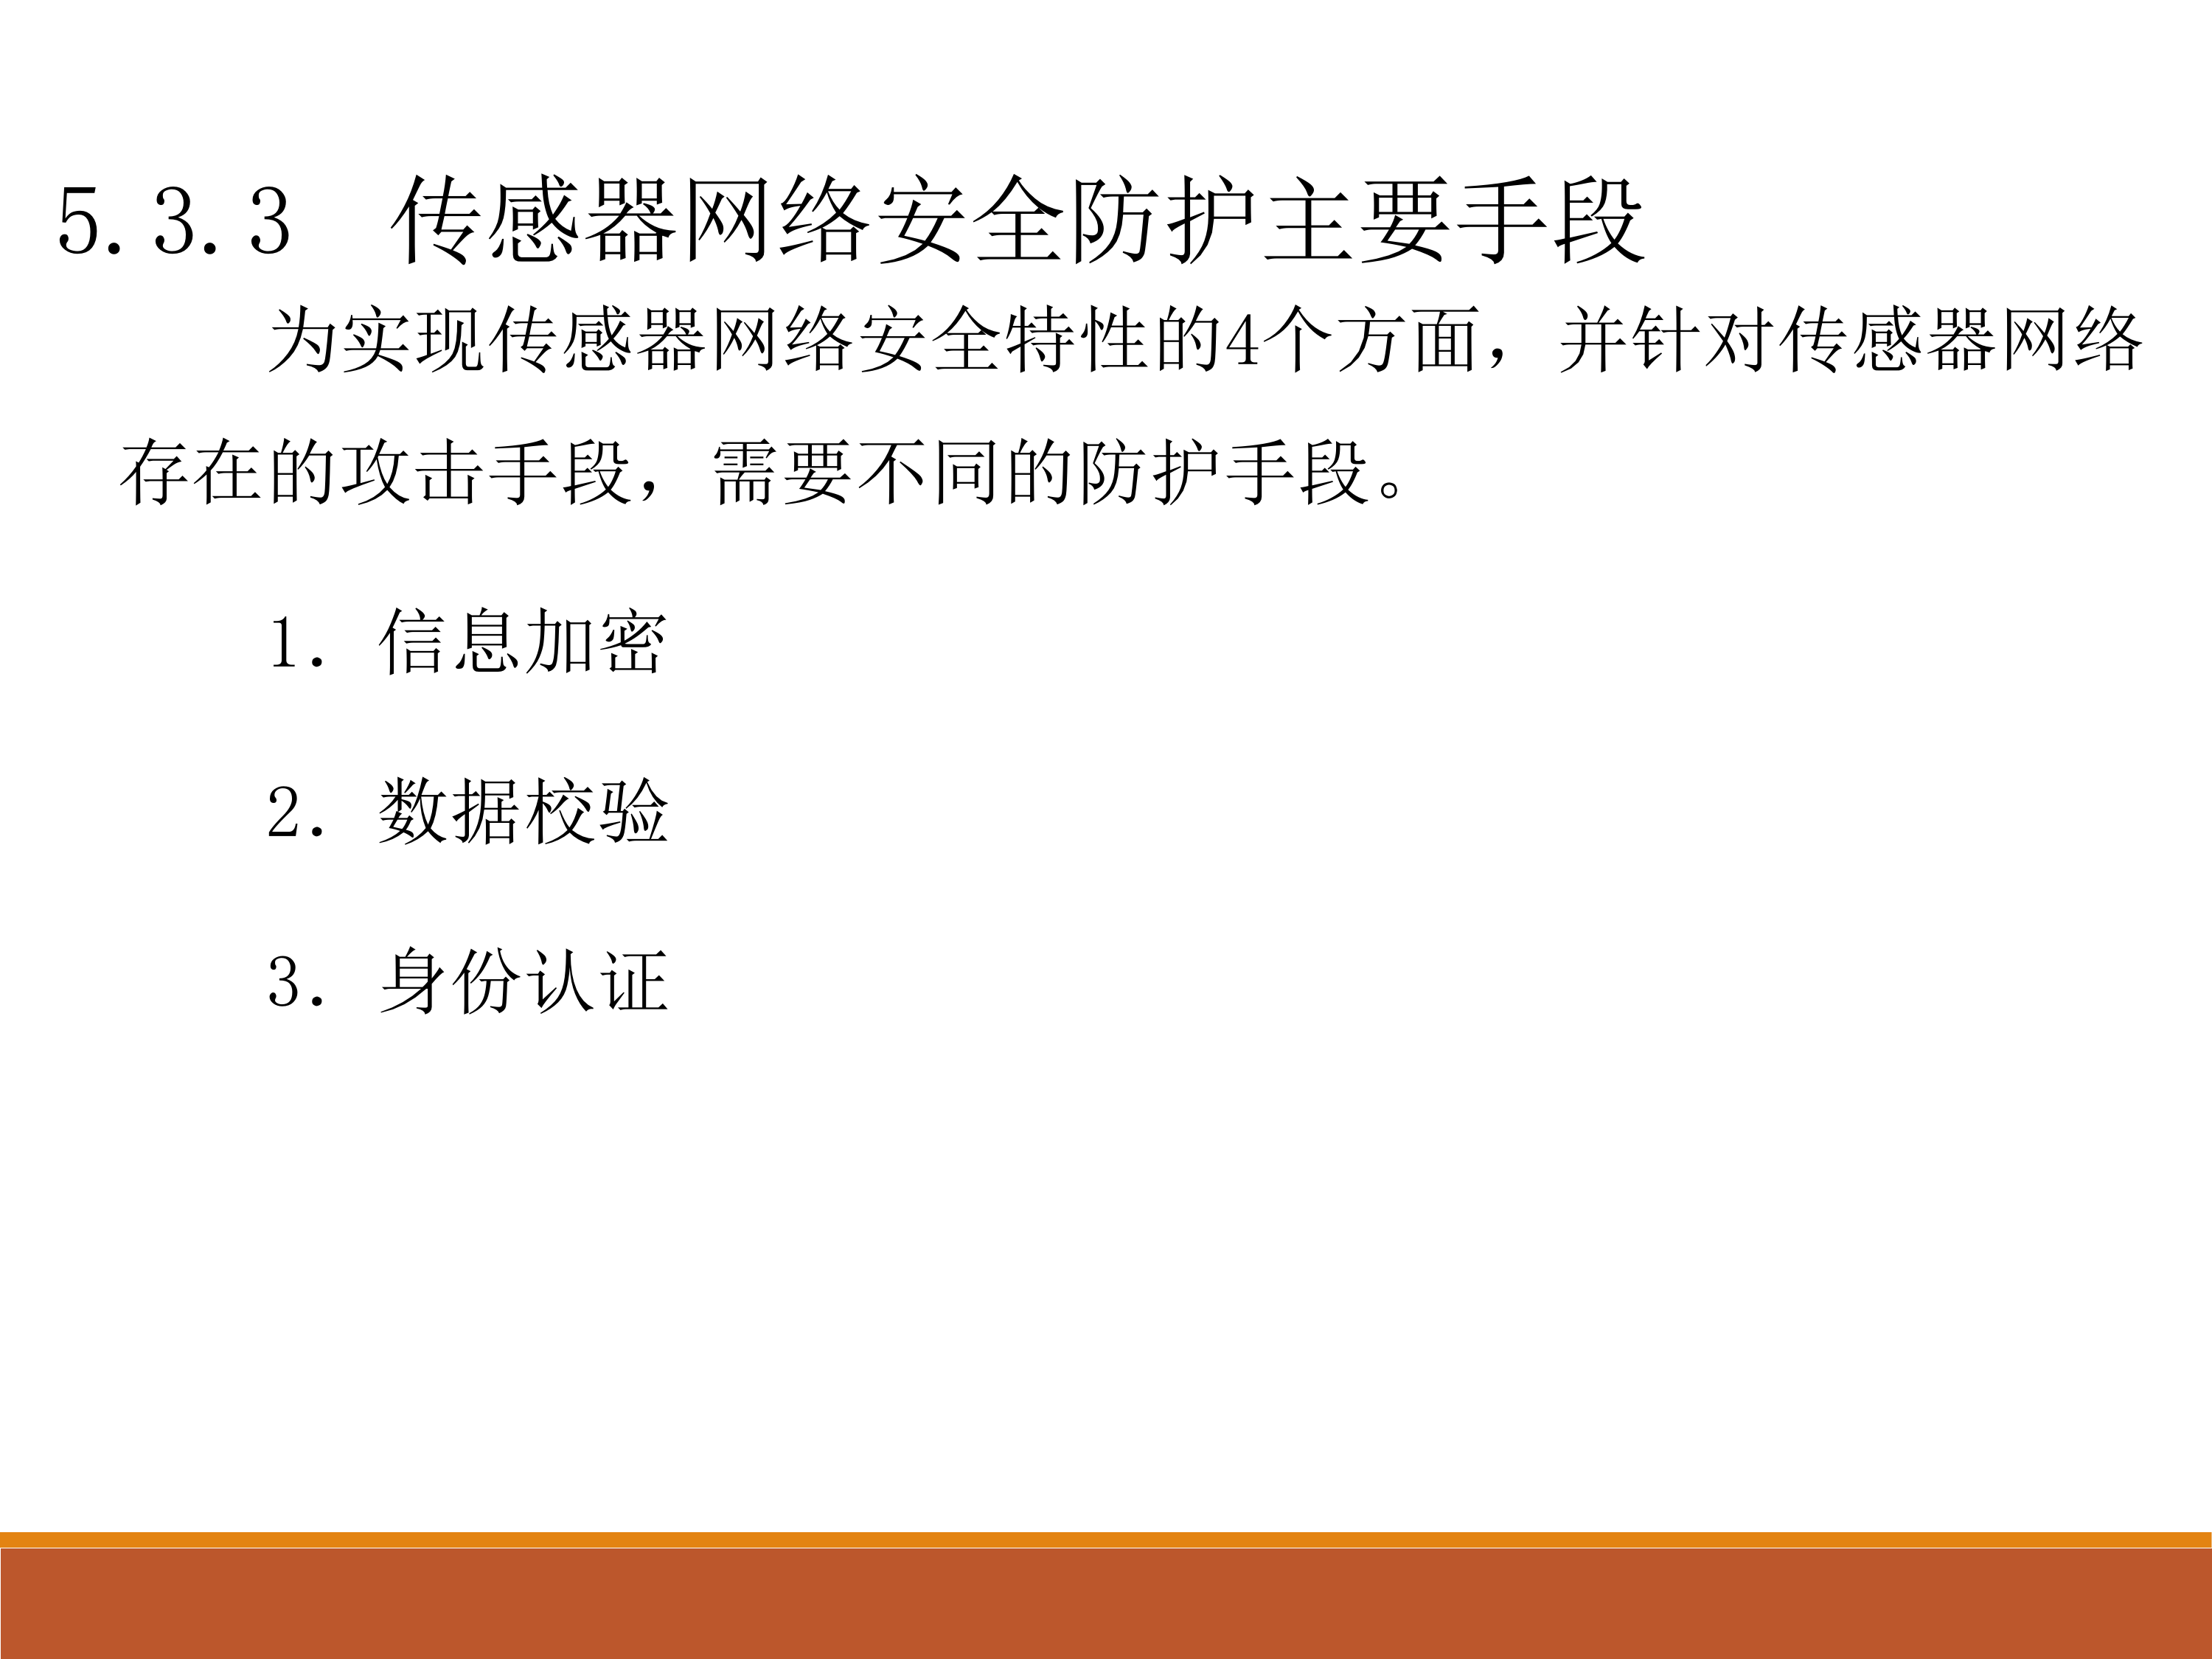 5.3.3 传感器网络安全防护主要手段
为实现传感器网络安全特性的4个方面，并针对传感器网络
存在的攻击手段，需要不同的防护手段。
1. 信息加密
2. 数据校验
3. 身份认证